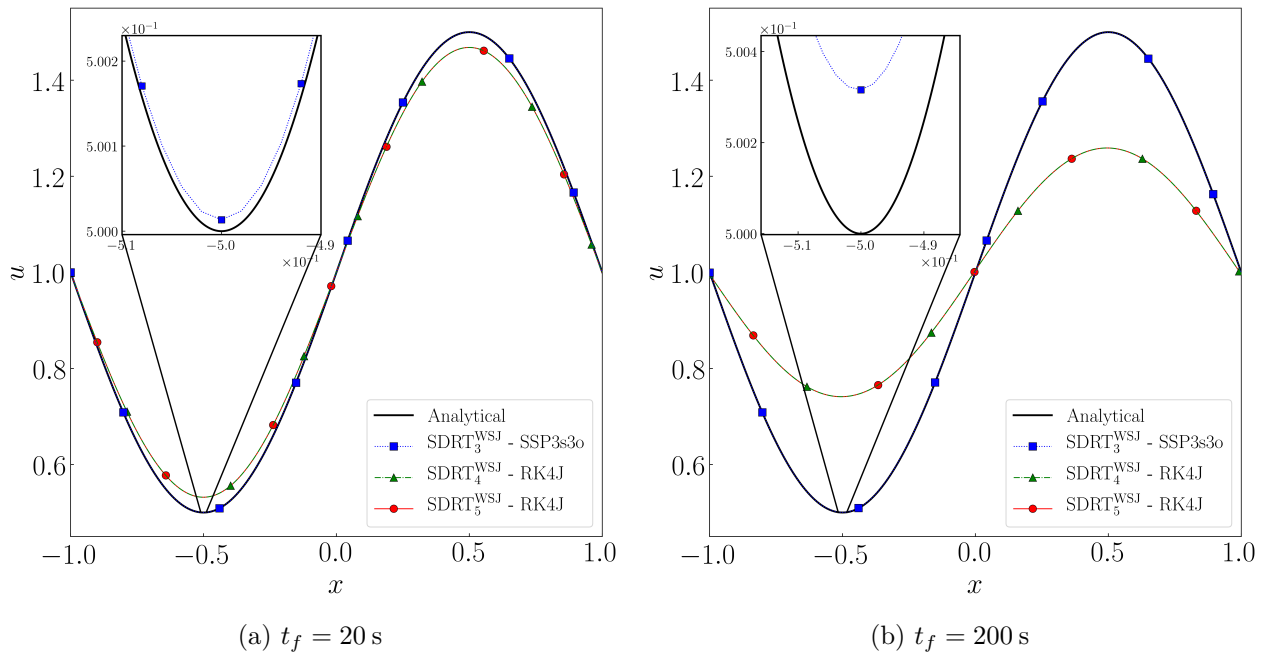 ×10⁻¹
5.002
5.001
5.000
−5.1
−5.0
−4.9
×10⁻¹
1.4
1.2
1.0
0.8
0.6
u
−1.0
−0.5
0.0
0.5
1.0
x
Analytical
SDRT₃^WSJ - SSP3s3o
SDRT₄^WSJ - RK4J
SDRT₅^WSJ - RK4J
(a) t_f = 20 s
×10⁻¹
5.004
5.002
5.000
−5.1
−5.0
−4.9
×10⁻¹
1.4
1.2
1.0
0.8
0.6
u
−1.0
−0.5
0.0
0.5
1.0
x
Analytical
SDRT₃^WSJ - SSP3s3o
SDRT₄^WSJ - RK4J
SDRT₅^WSJ - RK4J
(b) t_f = 200 s